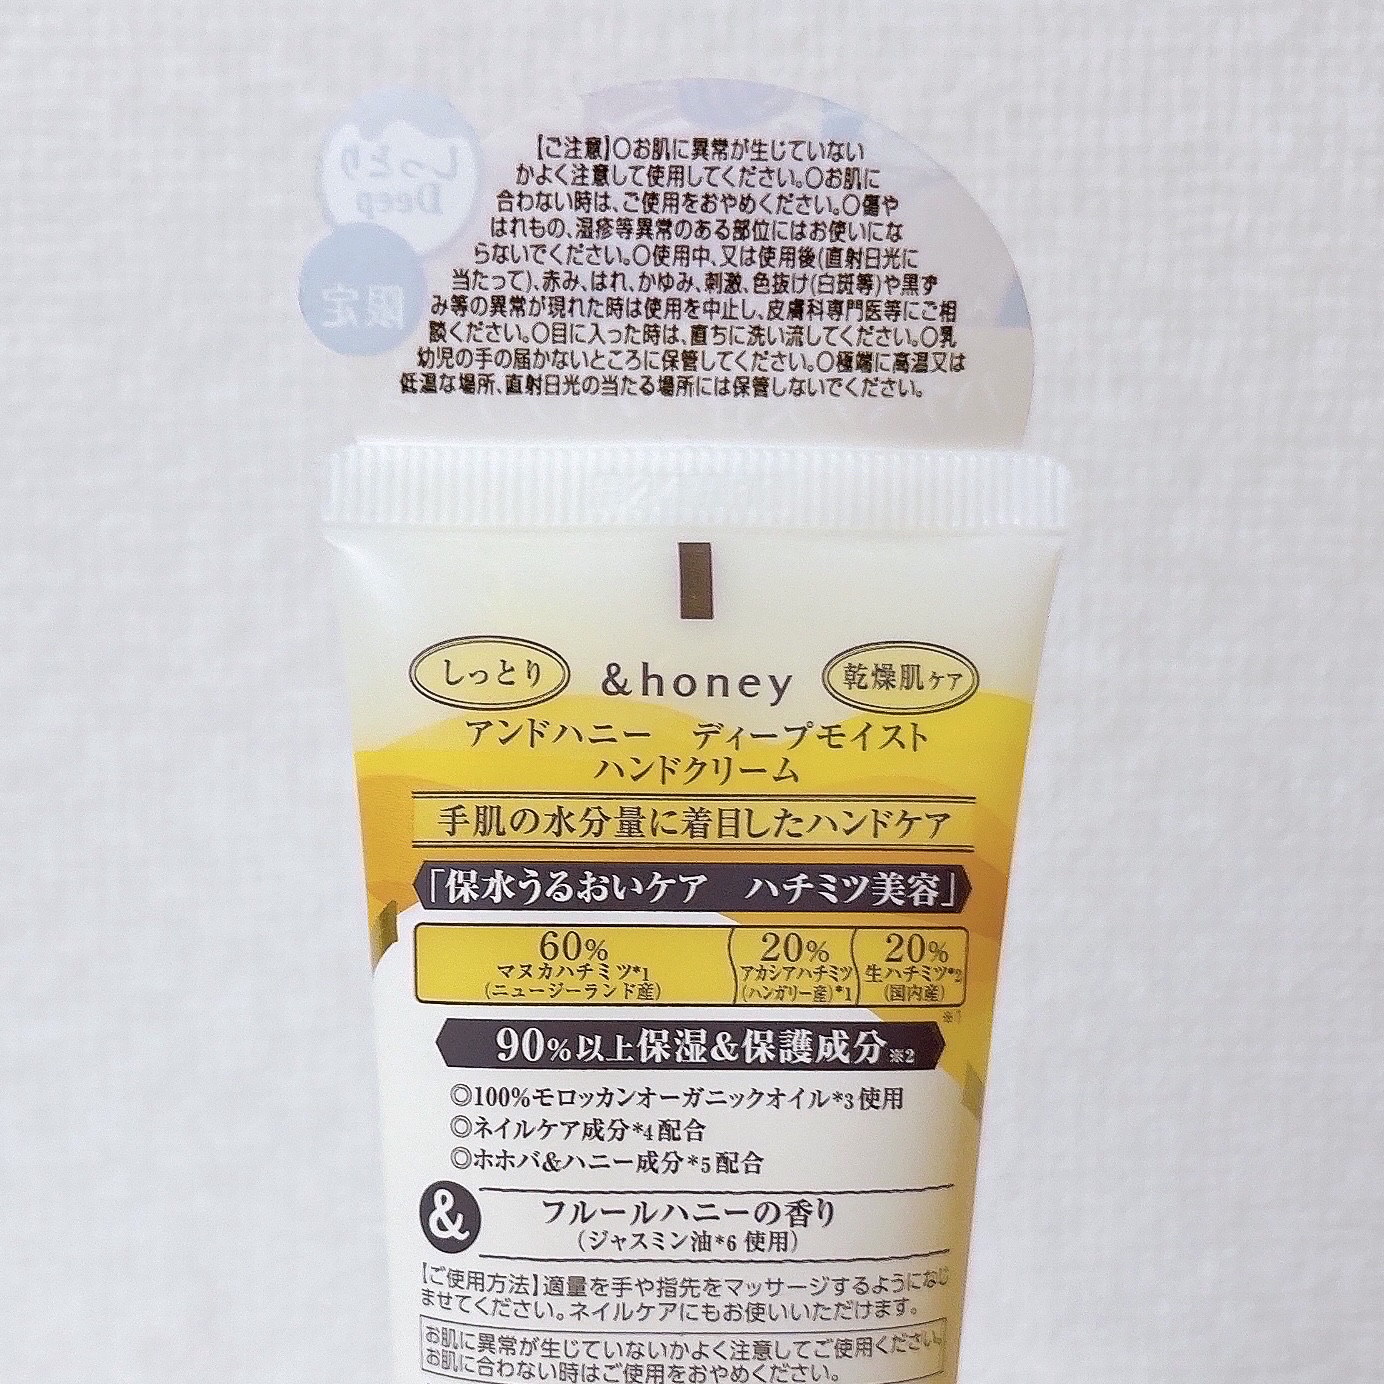 【ご注意】○お肌に異常が生じていない
かよく注意して使用してください。○お肌に
合わない時は、ご使用をおやめください。○傷や
はれもの、湿疹等異常のある部位にはお使いにな
らないでください。○使用中、又は使用後(直射日光に
当たって)、赤み、はれ、かゆみ、刺激、色抜け(白斑等)や黒ず
み等の異常が現れた時は使用を中止し、皮膚科専門医等にご相
談ください。○目に入った時は、直ちに洗い流してください。○乳
幼児の手の届かないところに保管してください。○極端に高温又は
低温な場所、直射日光の当たる場所には保管しないでください。
しっとり
Deep
限定
しっとり &honey 乾燥肌ケア
アンドハニー ディープモイスト
ハンドクリーム
手肌の水分量に着目したハンドケア
「保水うるおいケア ハチミツ美容」
60% 20% 20%
マヌカハチミツ*1 アカシアハチミツ 生ハチミツ*2
(ニュージーランド産) (ハンガリー産)*1 (国内産)
※1
90%以上保湿&保護成分※2
◎100%モロッカンオーガニックオイル*3使用
◎ネイルケア成分*4配合
◎ホホバ&ハニー成分*5配合
& フルールハニーの香り
(ジャスミン油*6 使用)
【ご使用方法】適量を手や指先をマッサージするようになじ
ませてください。ネイルケアにもお使いいただけます。
お肌に異常が生じていないかよく注意してご使用ください。
お肌に合わない時はご使用をおやめください。